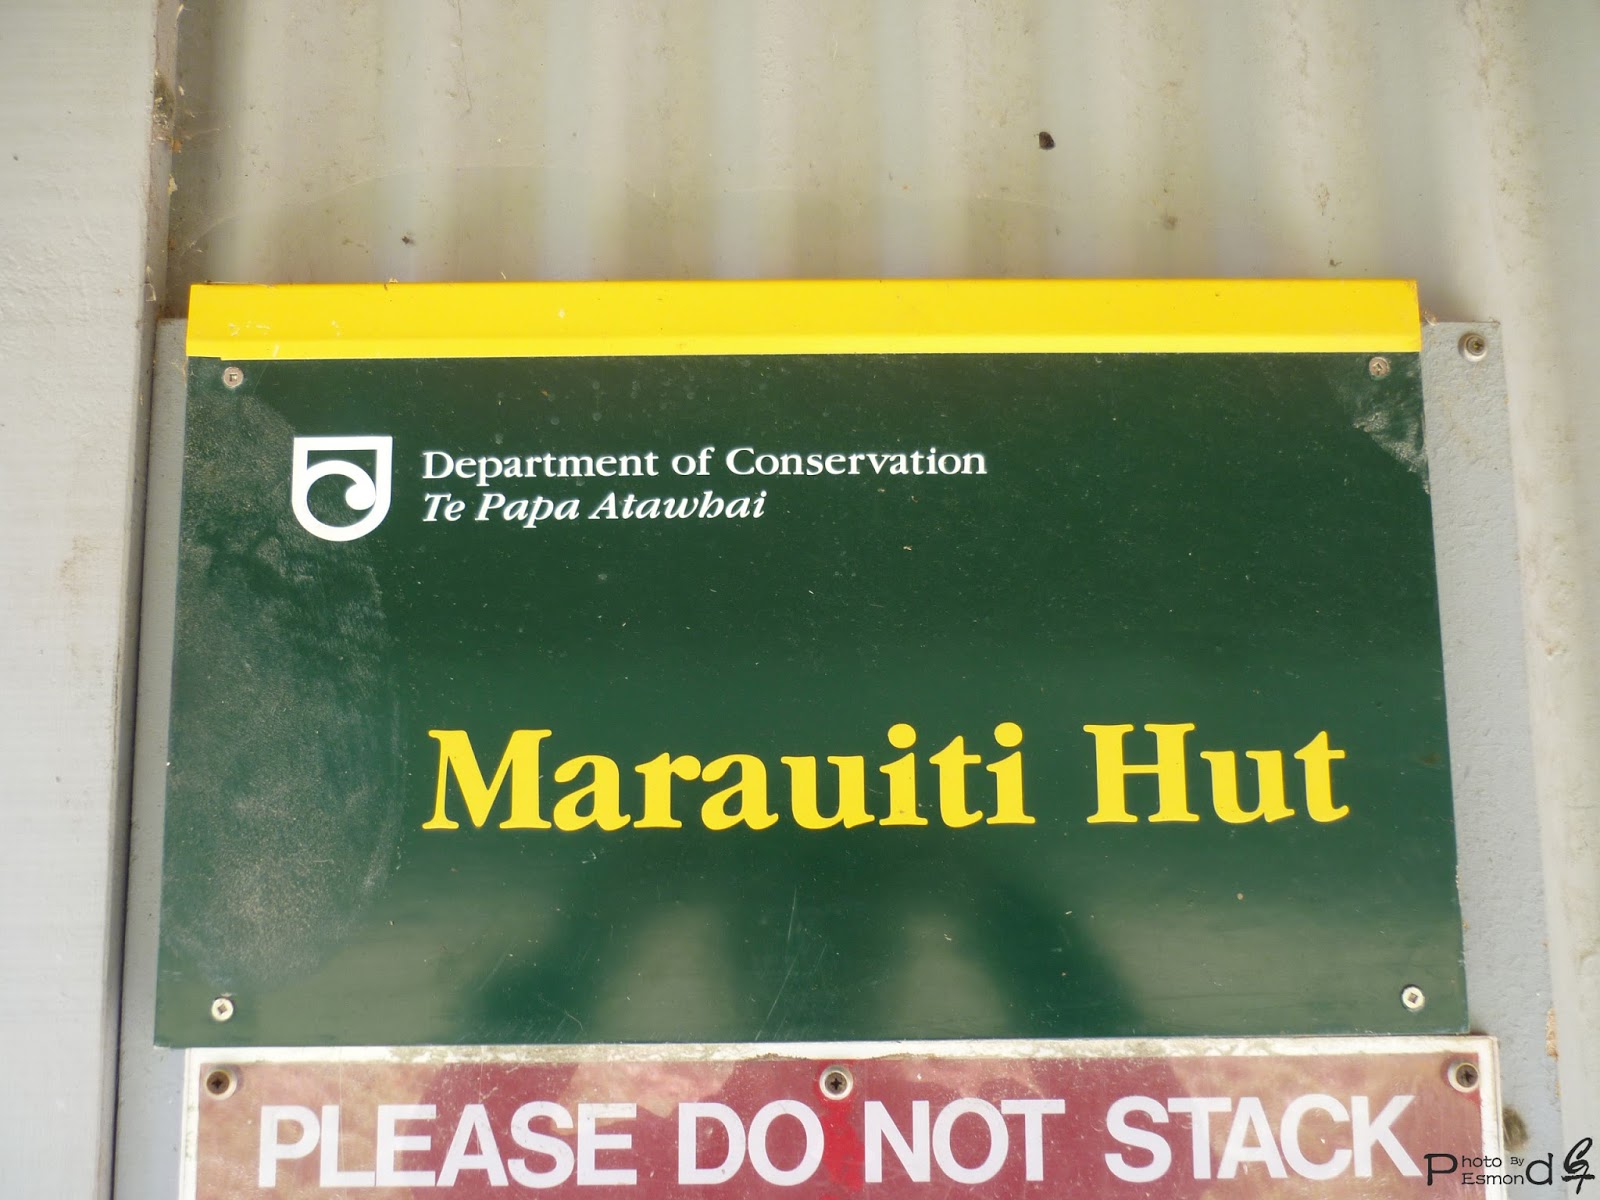 Department of Conservation
Te Papa Atawhai
Marauiti Hut
PLEASE DO NOT STACK
Photo By
Esmond